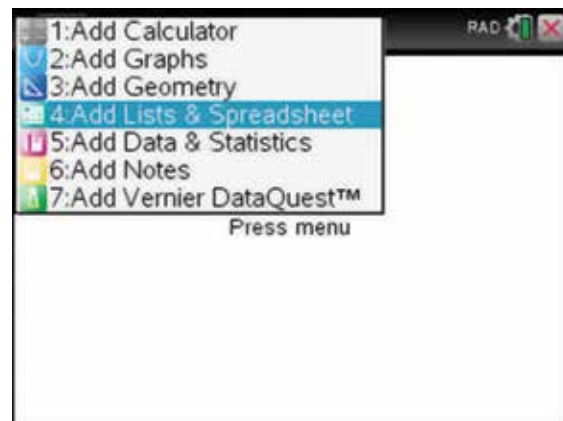 RAD
1:Add Calculator
2:Add Graphs
3:Add Geometry
4:Add Lists & Spreadsheet
5:Add Data & Statistics
6:Add Notes
7:Add Vernier DataQuest™
Press menu